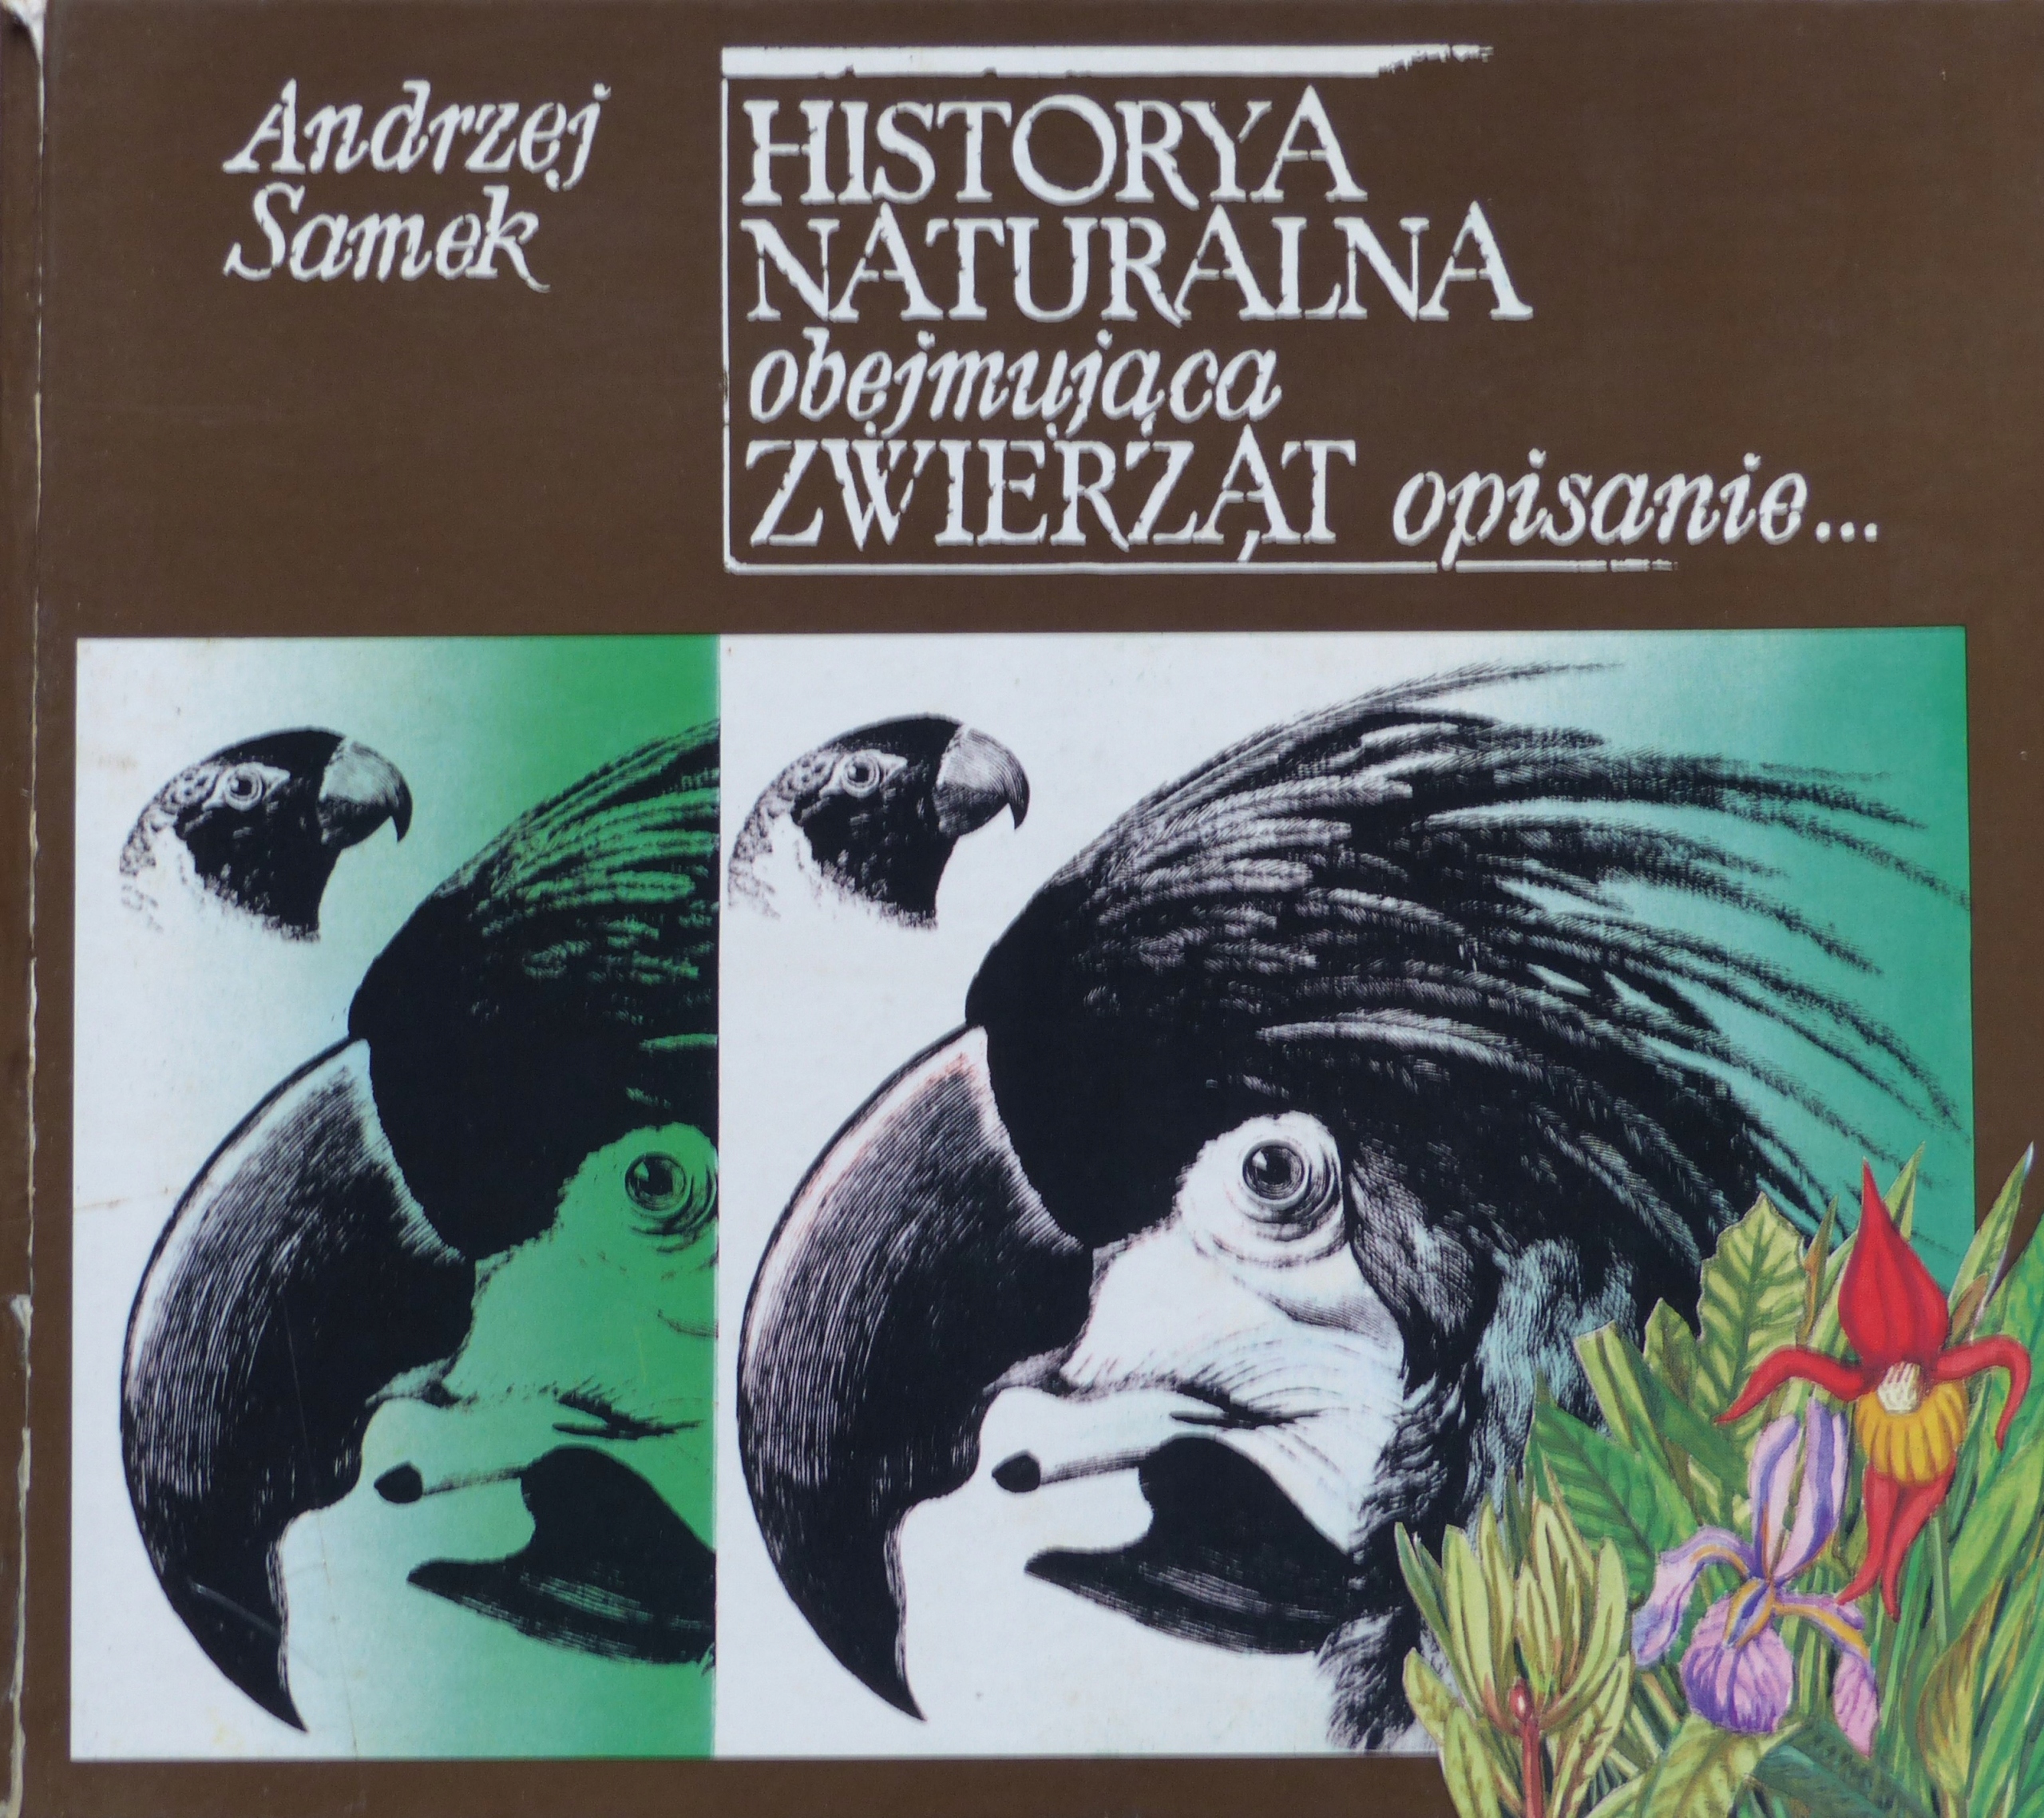 Andrzej
Samek
HISTORYA
NATURALNA
obejmująca
ZWIERZĄT opisanie...